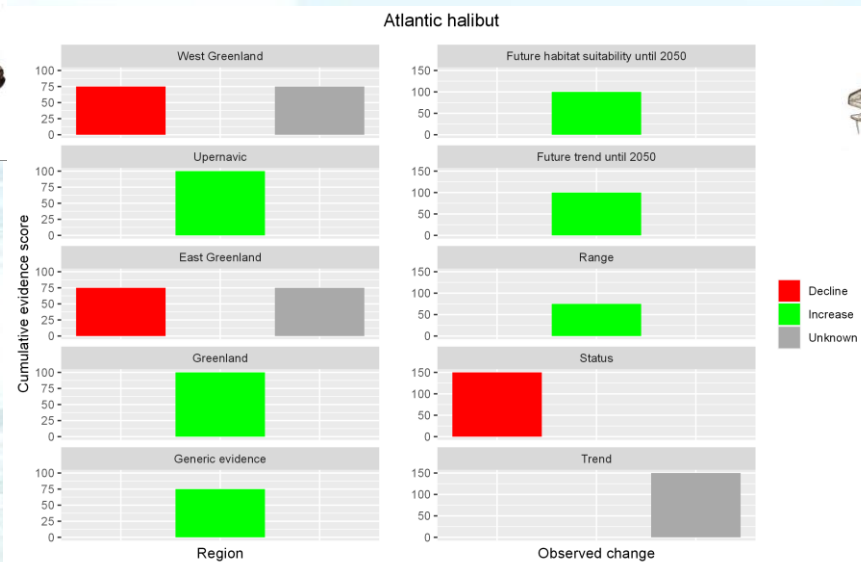 Atlantic halibut
Cumulative evidence score
West Greenland
100
75
50
25
0
Upernavic
100
75
50
25
0
East Greenland
100
75
50
25
0
Greenland
100
75
50
25
0
Generic evidence
100
75
50
25
0
Region
Future habitat suitability until 2050
150
100
50
0
Future trend until 2050
150
100
50
0
Range
150
100
50
0
Status
150
100
50
0
Trend
150
100
50
0
Observed change
Decline
Increase
Unknown